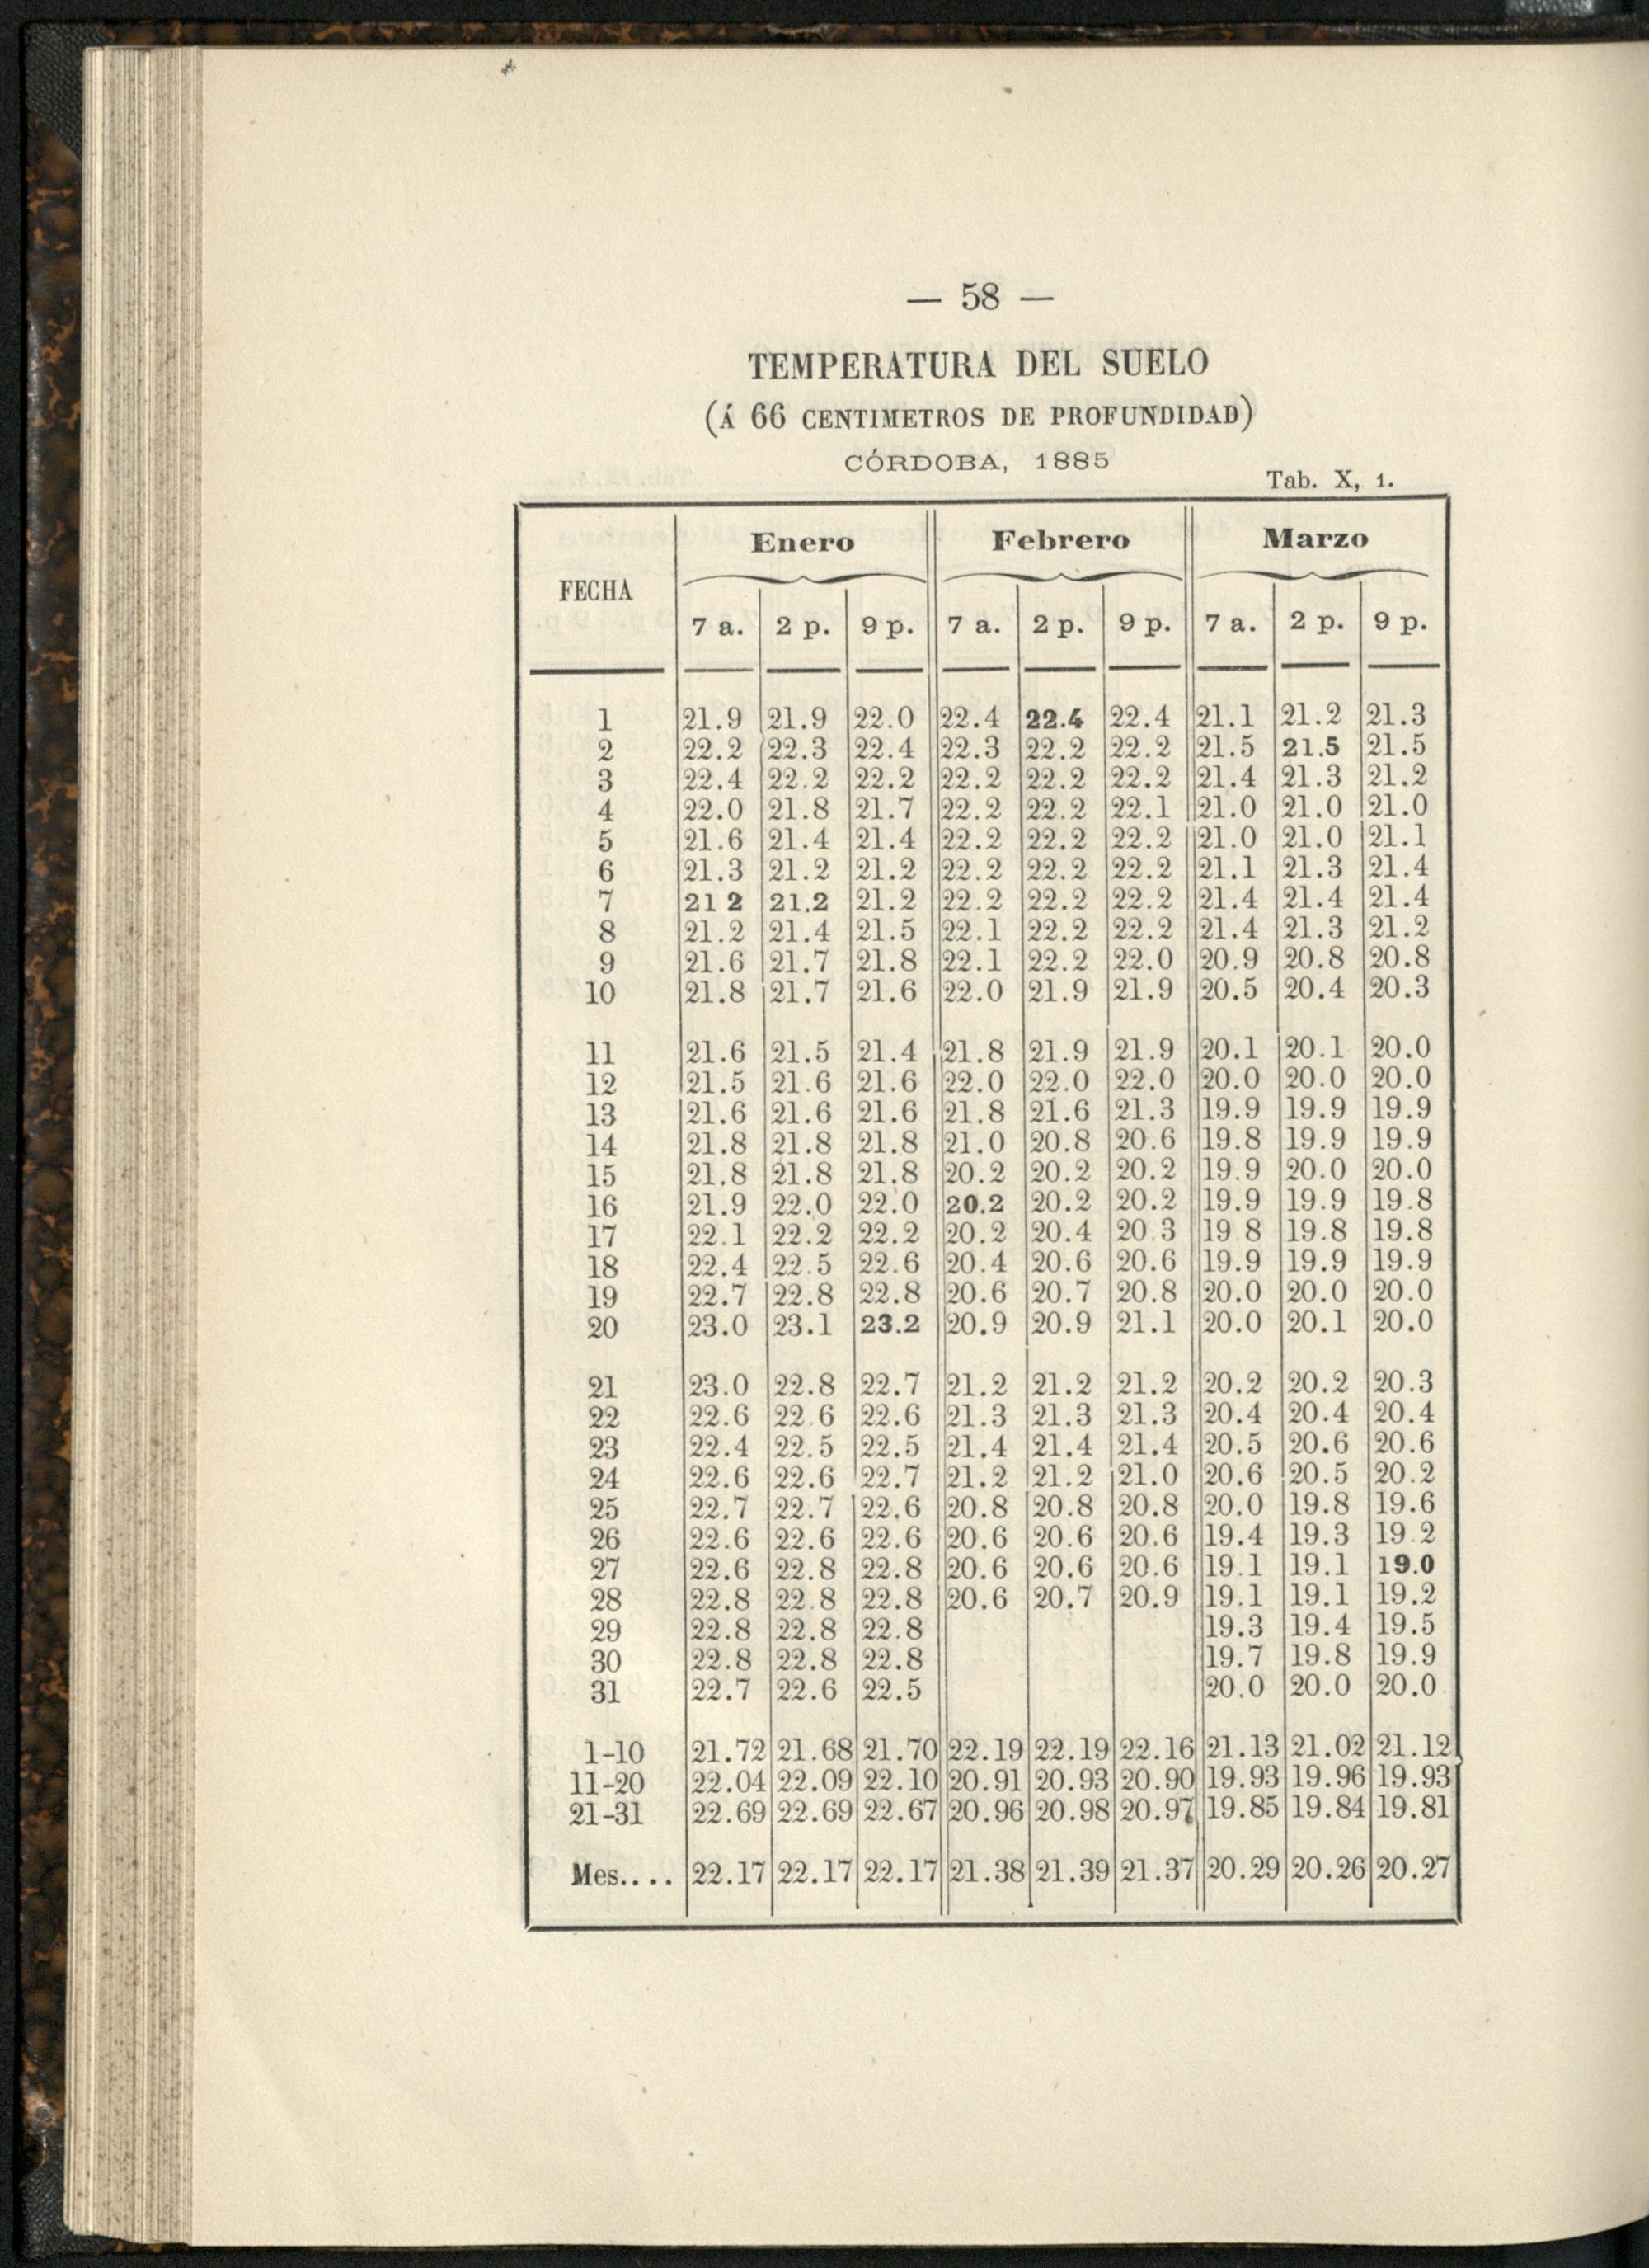 — 58 —
TEMPERATURA DEL SUELO
(Á 66 CENTIMETROS DE PROFUNDIDAD)
CÓRDOBA, 1885
Tab. X, 1.
FECHA Enero Febrero Marzo
7 a. 2 p. 9 p. 7 a. 2 p. 9 p. 7 a. 2 p. 9 p.
1 21.9 21.9 22.0 22.4 22.4 22.4 21.1 21.2 21.3
2 22.2 22.3 22.4 22.3 22.2 22.2 21.5 21.5 21.5
3 22.4 22.2 22.2 22.2 22.2 22.2 21.4 21.3 21.2
4 22.0 21.8 21.7 22.2 22.2 22.1 21.0 21.0 21.0
5 21.6 21.4 21.4 22.2 22.2 22.2 21.0 21.0 21.1
6 21.3 21.2 21.2 22.2 22.2 22.2 21.1 21.3 21.4
7 21 2 21.2 21.2 22.2 22.2 22.2 21.4 21.4 21.4
8 21.2 21.4 21.5 22.1 22.2 22.2 21.4 21.3 21.2
9 21.6 21.7 21.8 22.1 22.2 22.0 20.9 20.8 20.8
10 21.8 21.7 21.6 22.0 21.9 21.9 20.5 20.4 20.3
11 21.6 21.5 21.4 21.8 21.9 21.9 20.1 20.1 20.0
12 21.5 21.6 21.6 22.0 22.0 22.0 20.0 20.0 20.0
13 21.6 21.6 21.6 21.8 21.6 21.3 19.9 19.9 19.9
14 21.8 21.8 21.8 21.0 20.8 20.6 19.8 19.9 19.9
15 21.8 21.8 21.8 20.2 20.2 20.2 19.9 20.0 20.0
16 21.9 22.0 22.0 20.2 20.2 20.2 19.9 19.9 19.8
17 22.1 22.2 22.2 20.2 20.4 20.3 19.8 19.8 19.8
18 22.4 22.5 22.6 20.4 20.6 20.6 19.9 19.9 19.9
19 22.7 22.8 22.8 20.6 20.7 20.8 20.0 20.0 20.0
20 23.0 23.1 23.2 20.9 20.9 21.1 20.0 20.1 20.0
21 23.0 22.8 22.7 21.2 21.2 21.2 20.2 20.2 20.3
22 22.6 22.6 22.6 21.3 21.3 21.3 20.4 20.4 20.4
23 22.4 22.5 22.5 21.4 21.4 21.4 20.5 20.6 20.6
24 22.6 22.6 22.7 21.2 21.2 21.0 20.6 20.5 20.2
25 22.7 22.7 22.6 20.8 20.8 20.8 20.0 19.8 19.6
26 22.6 22.6 22.6 20.6 20.6 20.6 19.4 19.3 19.2
27 22.6 22.8 22.8 20.6 20.6 20.6 19.1 19.1 19.0
28 22.8 22.8 22.8 20.6 20.7 20.9 19.1 19.1 19.2
29 22.8 22.8 22.8 19.3 19.4 19.5
30 22.8 22.8 22.8 19.7 19.8 19.9
31 22.7 22.6 22.5 20.0 20.0 20.0
1-10 21.72 21.68 21.70 22.19 22.19 22.16 21.13 21.02 21.12
11-20 22.04 22.09 22.10 20.91 20.93 20.90 19.93 19.96 19.93
21-31 22.69 22.69 22.67 20.96 20.98 20.97 19.85 19.84 19.81
Mes.... 22.17 22.17 22.17 21.38 21.39 21.37 20.29 20.26 20.27